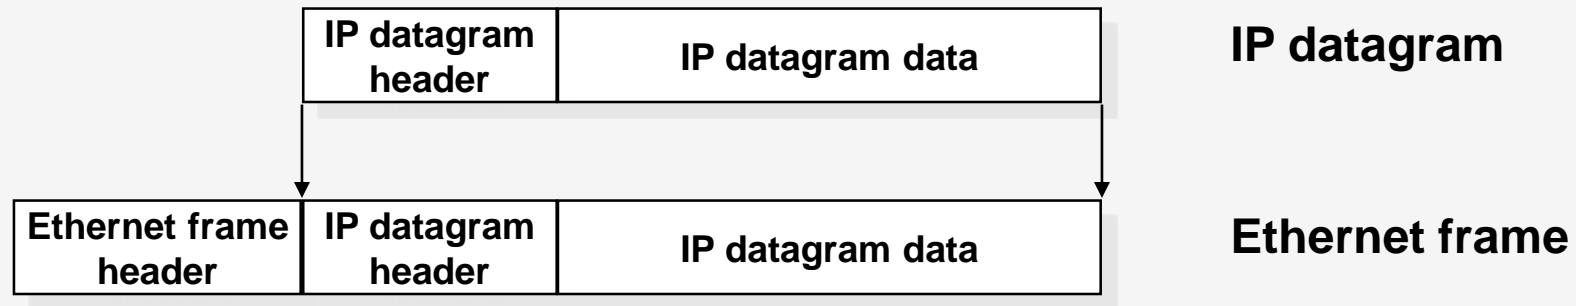 IP datagram
header
IP datagram data
IP datagram
Ethernet frame
header
IP datagram
header
IP datagram data
Ethernet frame